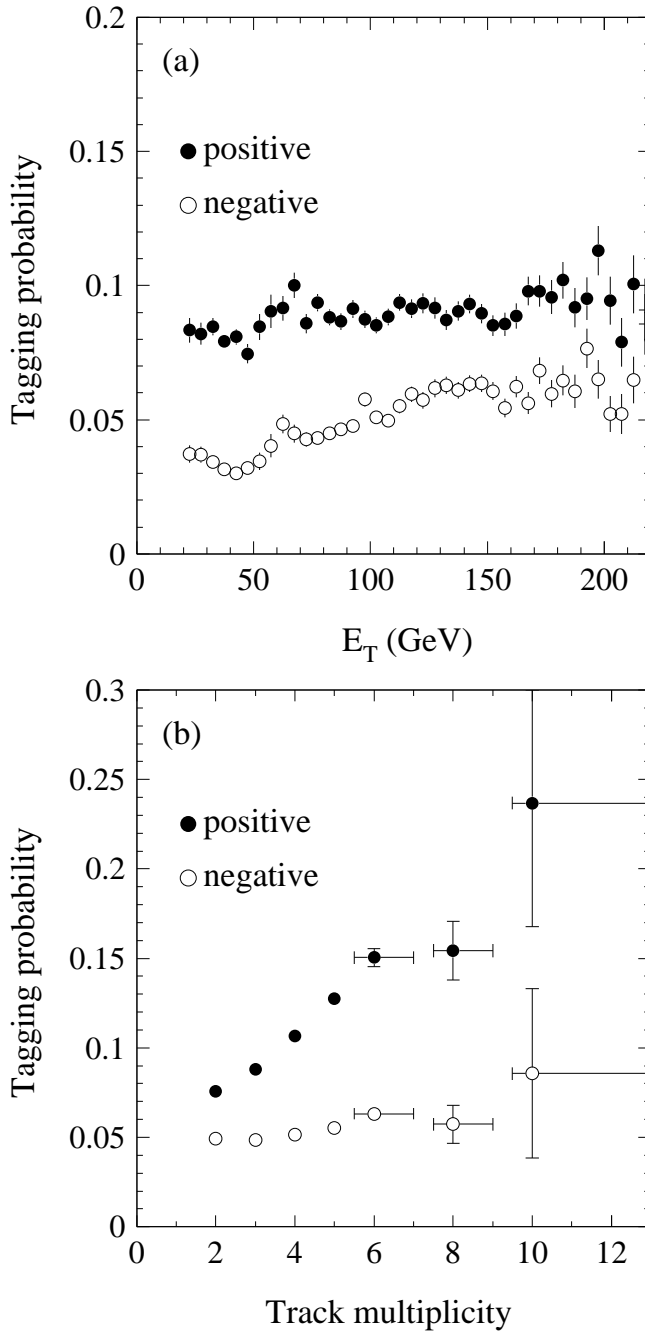 0.2
(a)
0.15
positive
negative
0.1
0.05
0
0 50 100 150 200
E_T (GeV)
Tagging probability
0.3
(b)
0.25
positive
0.2
negative
0.15
0.1
0.05
0
0 2 4 6 8 10 12
Track multiplicity
Tagging probability